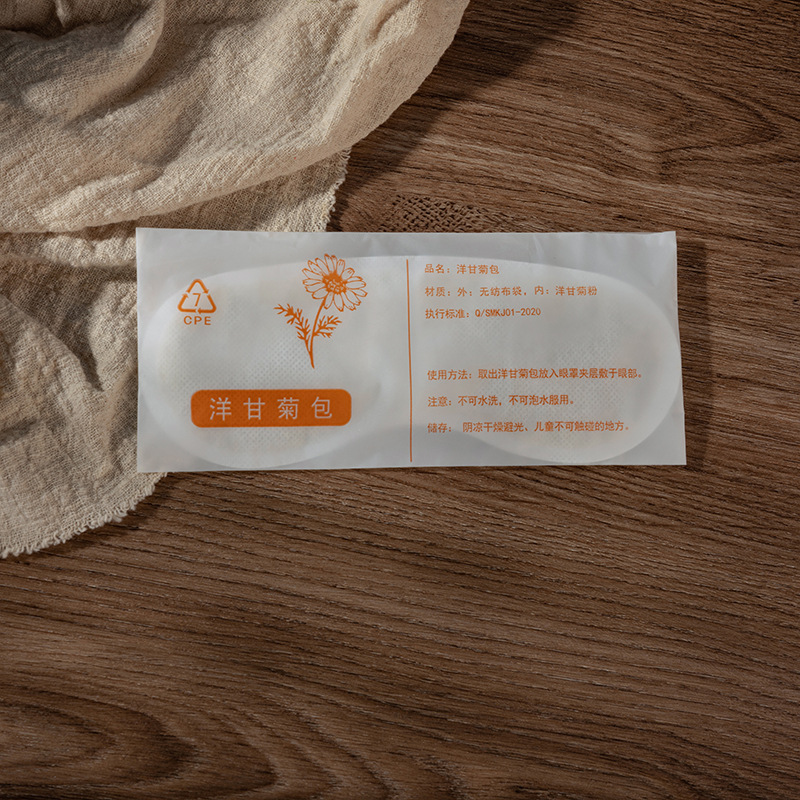 7
CPE
洋甘菊包
品名：洋甘菊包
材质：外：无纺布袋，内：洋甘菊粉
执行标准：Q/SMKJ01-2020
使用方法：取出洋甘菊包放入眼罩夹层敷于眼部。
注意：不可水洗，不可泡水服用。
储存： 阴凉干燥避光、儿童不可触碰的地方。